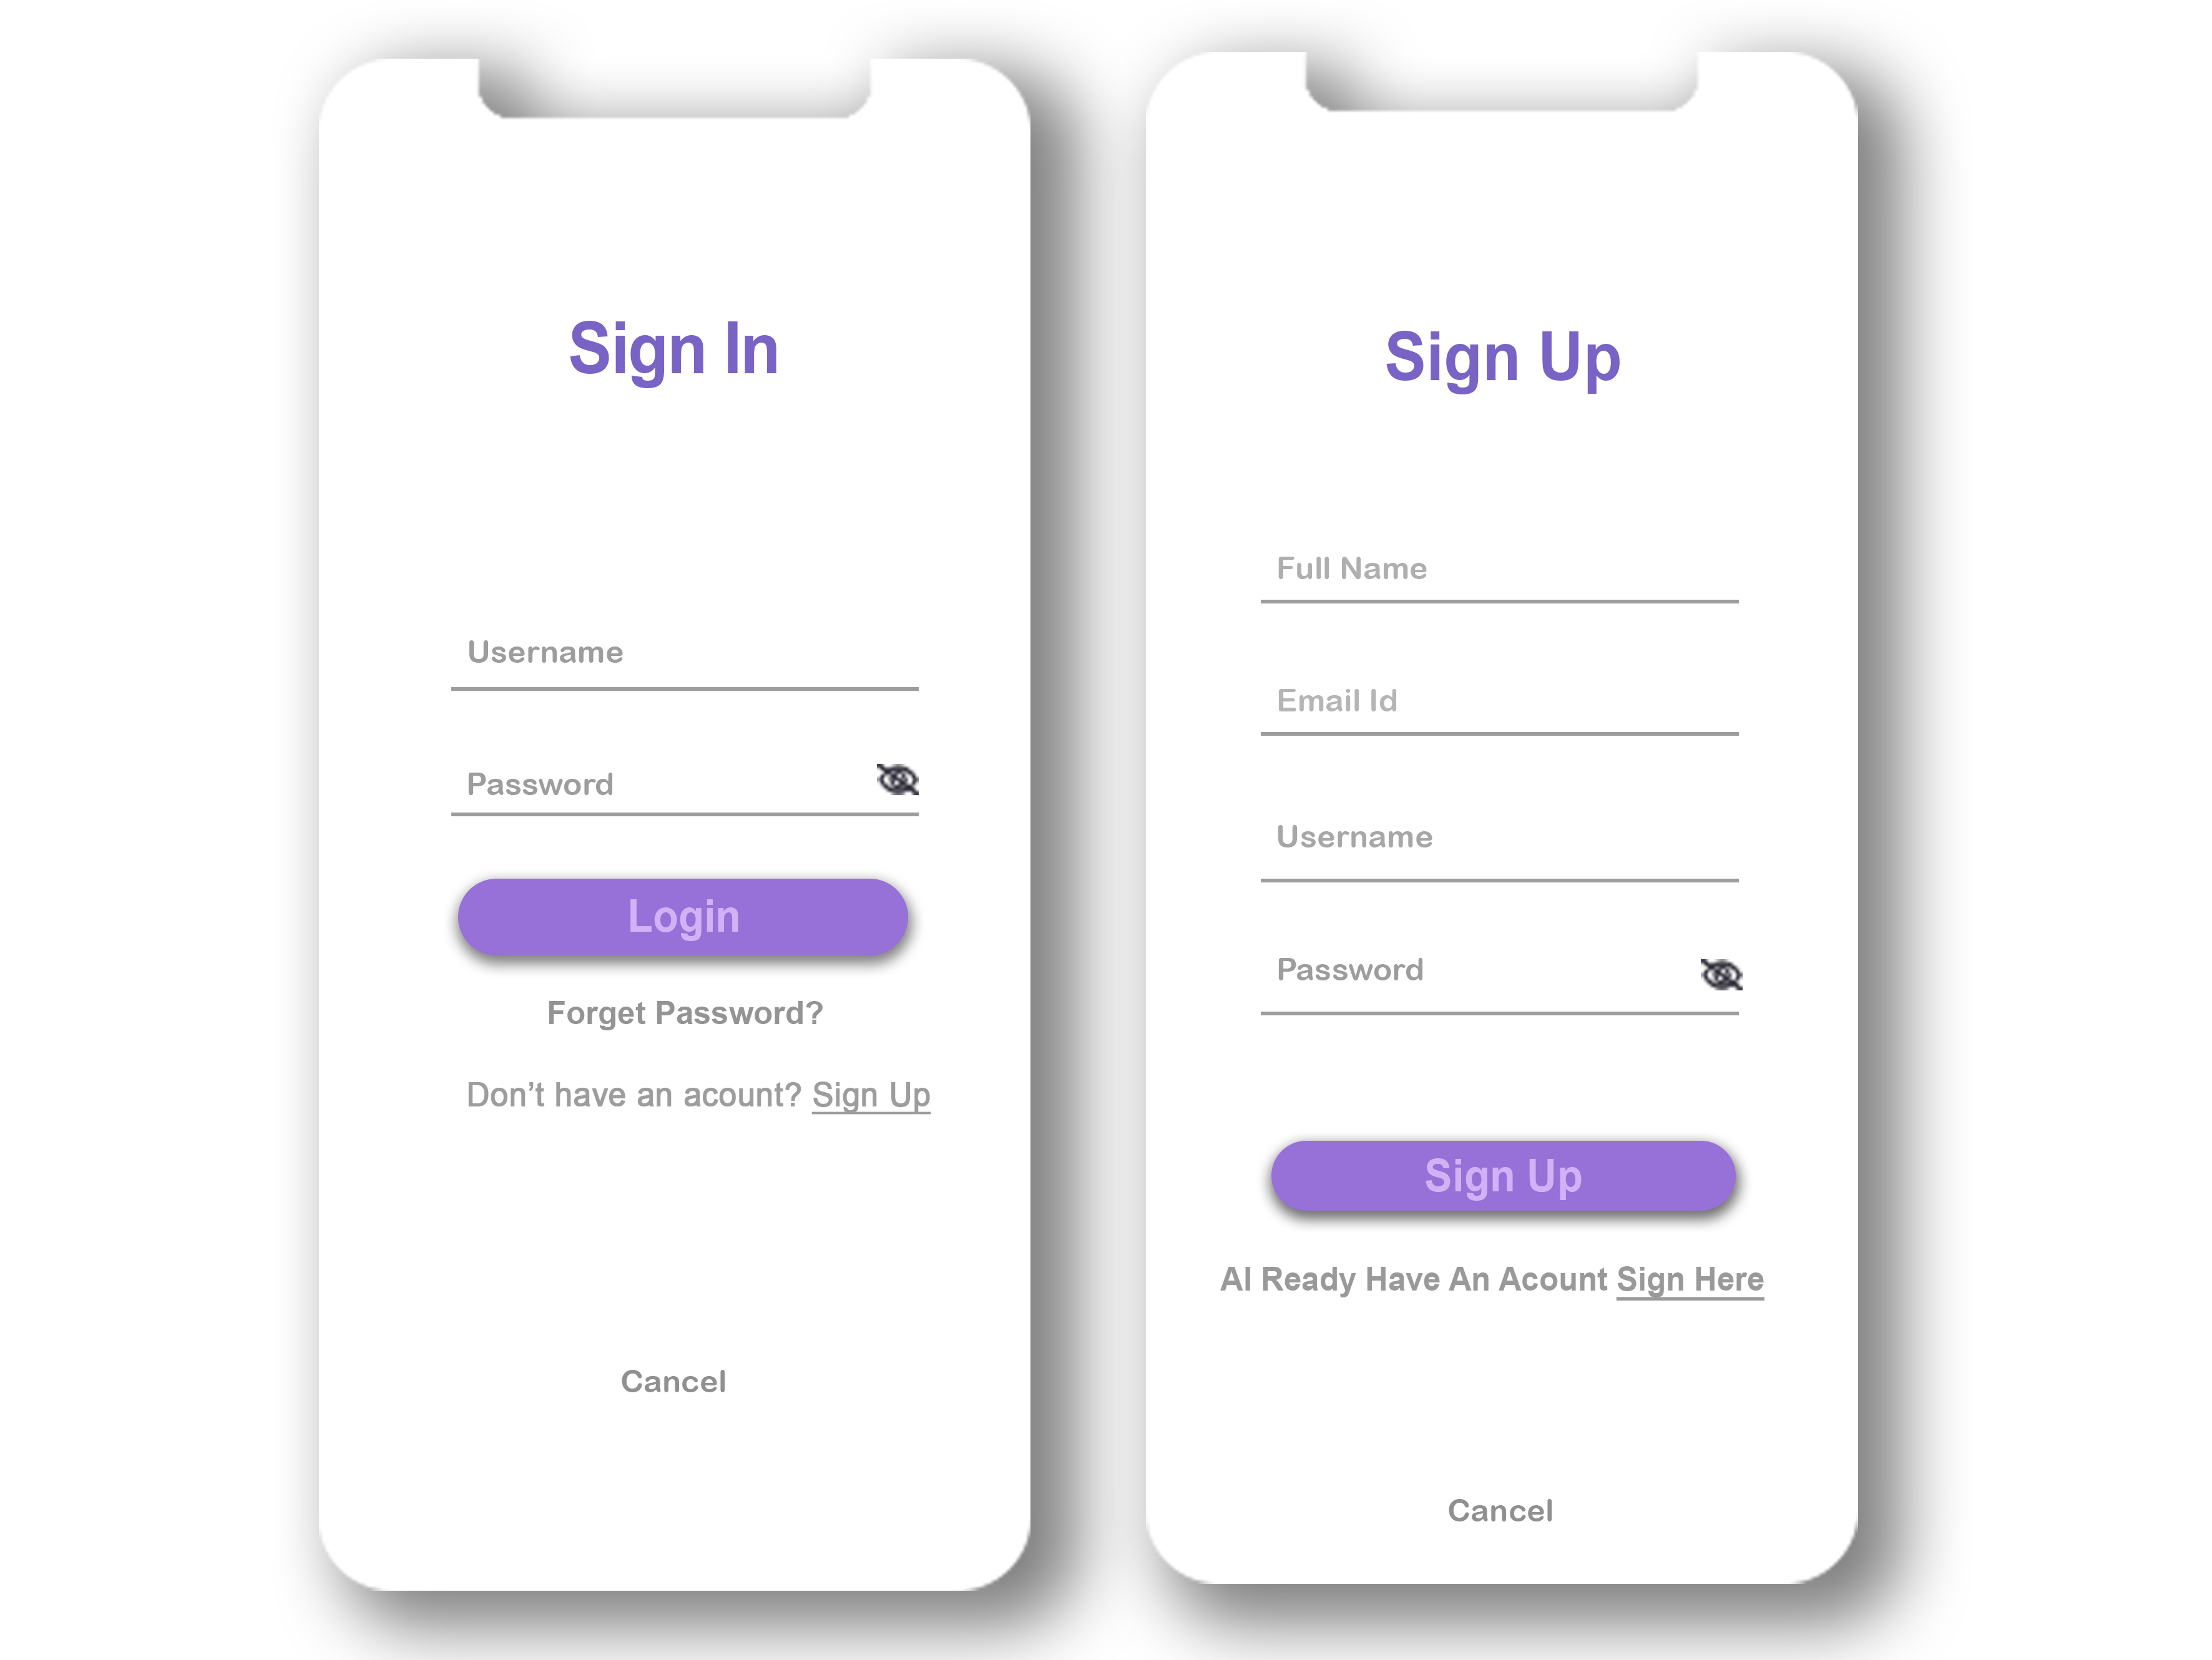 Sign In
Username
Password
Login
Forget Password?
Don't have an acount? Sign Up
Cancel
Sign Up
Full Name
Email Id
Username
Password
Sign Up
Al Ready Have An Acount Sign Here
Cancel